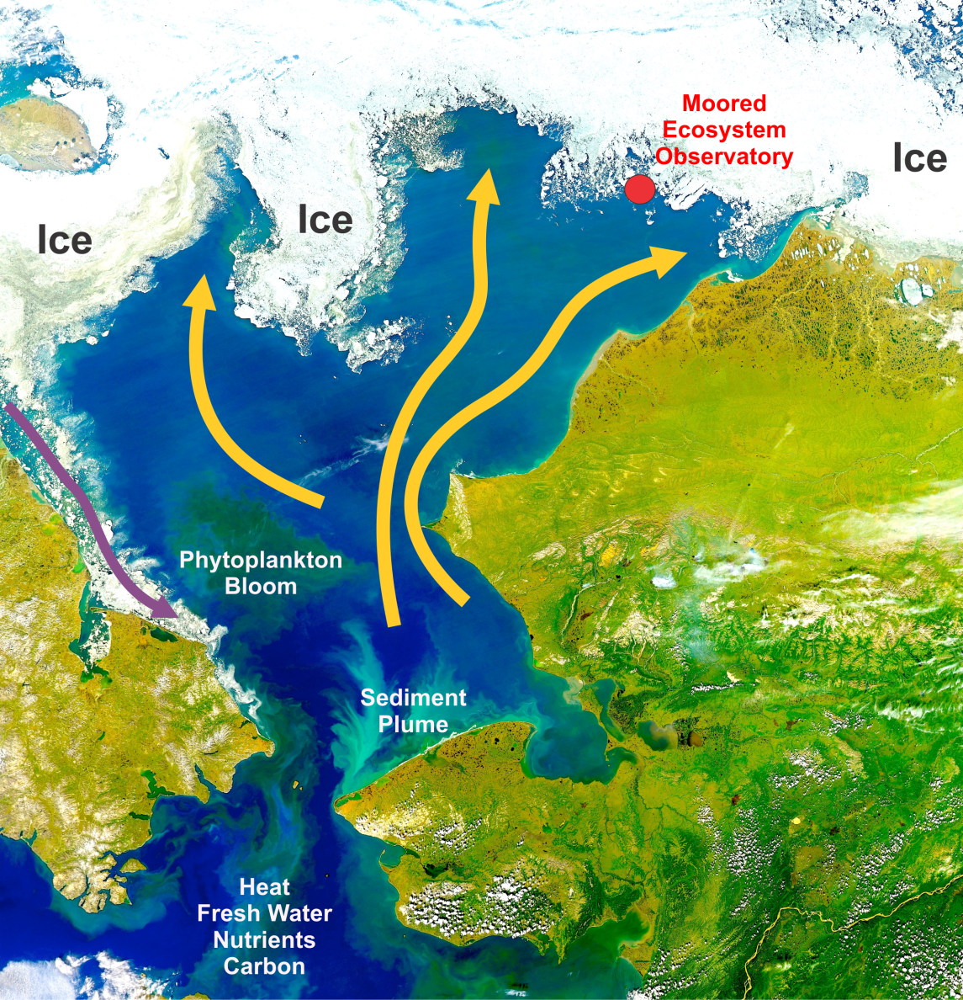 Moored
Ecosystem
Observatory
Ice
Ice
Ice
Phytoplankton
Bloom
Sediment
Plume
Heat
Fresh Water
Nutrients
Carbon